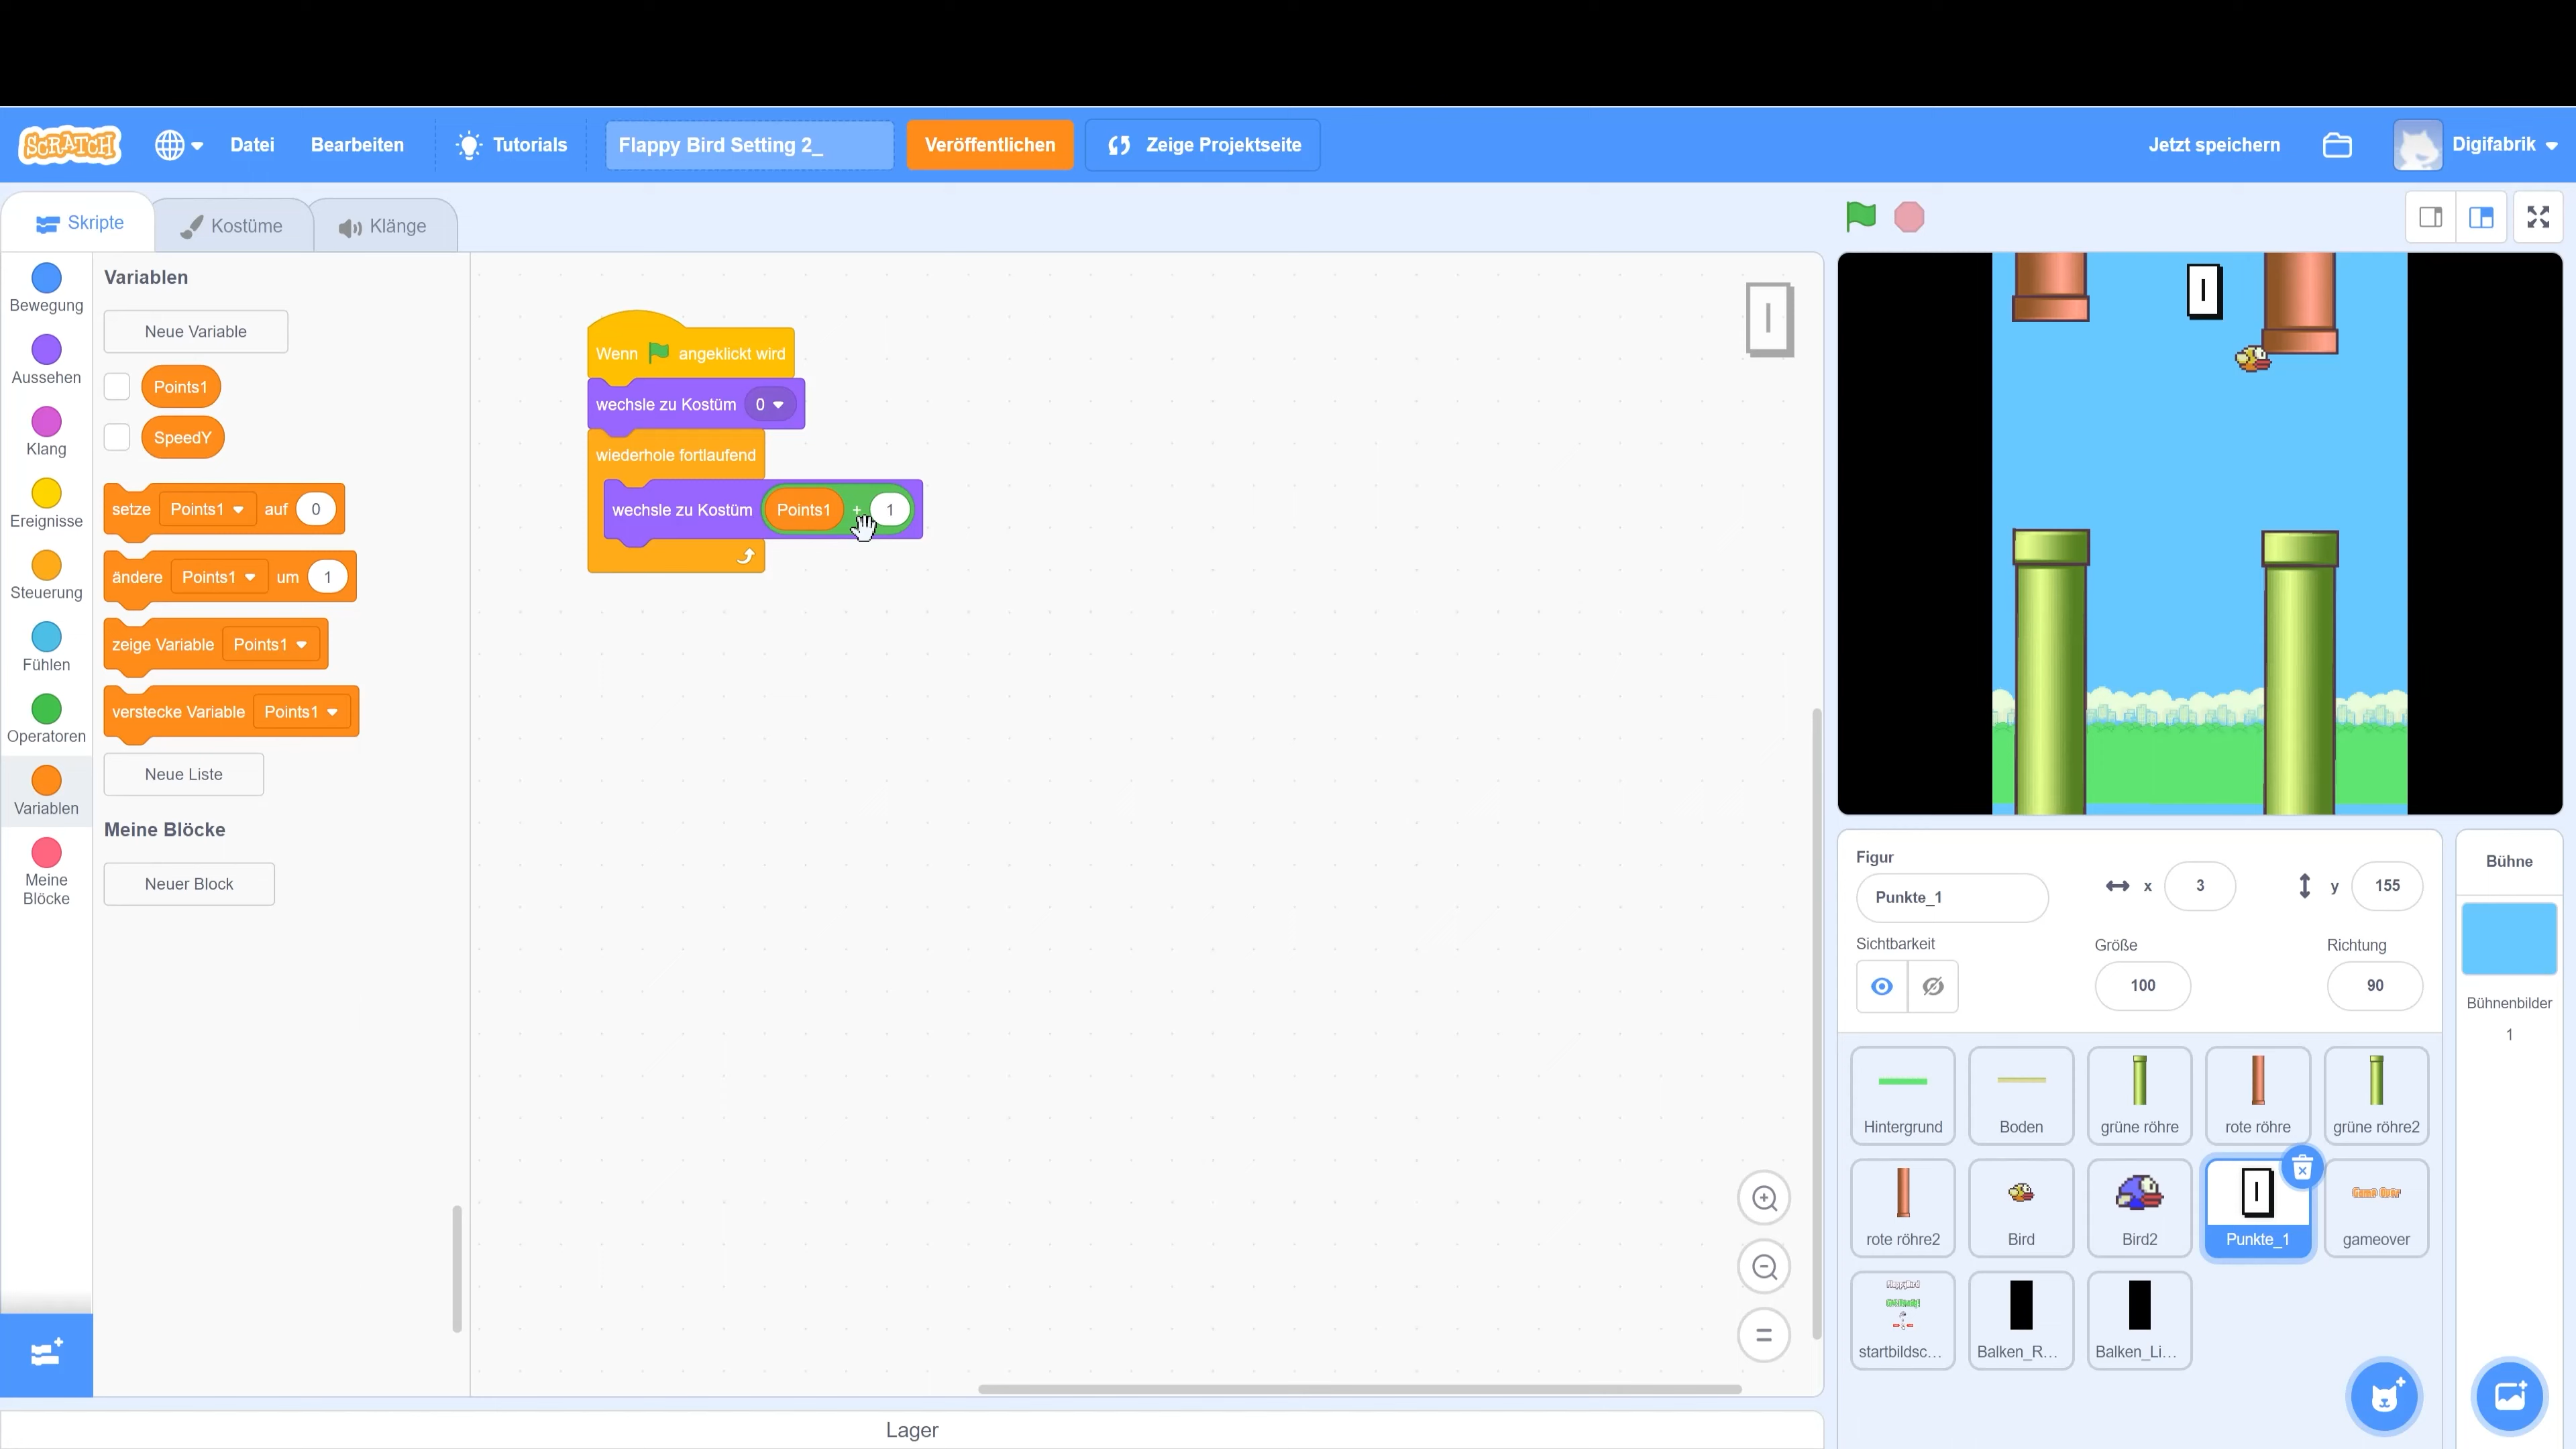 SCRATCH
Datei
Bearbeiten
Tutorials
Flappy Bird Setting 2_
Veröffentlichen
Zeige Projektseite
Jetzt speichern
Digifabrik
Skripte
Kostüme
Klänge
Bewegung
Aussehen
Klang
Ereignisse
Steuerung
Fühlen
Operatoren
Variablen
Meine
Blöcke
Variablen
Neue Variable
Points1
SpeedY
setze Points1 auf 0
ändere Points1 um 1
zeige Variable Points1
verstecke Variable Points1
Neue Liste
Meine Blöcke
Neuer Block
Wenn angeklickt wird
wechsle zu Kostüm 0
wiederhole fortlaufend
wechsle zu Kostüm Points1 + 1
Figur
Punkte_1
x 3
y 155
Sichtbarkeit
Größe
100
Richtung
90
Bühne
Bühnenbilder
1
Hintergrund
Boden
grüne röhre
rote röhre
grüne röhre2
rote röhre2
Bird
Bird2
Punkte_1
Game Over
gameover
startbildsc...
Balken_R...
Balken_Li...
Lager